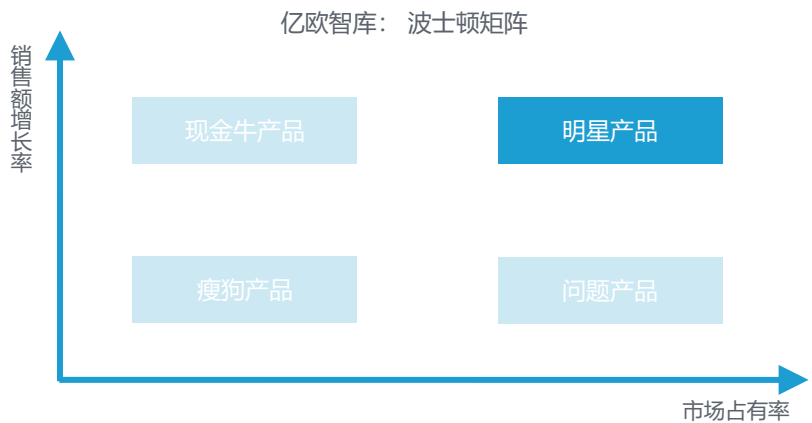 亿欧智库： 波士顿矩阵
销售额增长率
现金牛产品
明星产品
瘦狗产品
问题产品
市场占有率